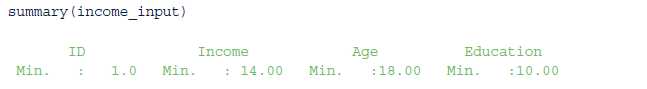 summary(income_input)
ID Income Age Education
Min. : 1.0 Min. : 14.00 Min. :18.00 Min. :10.00